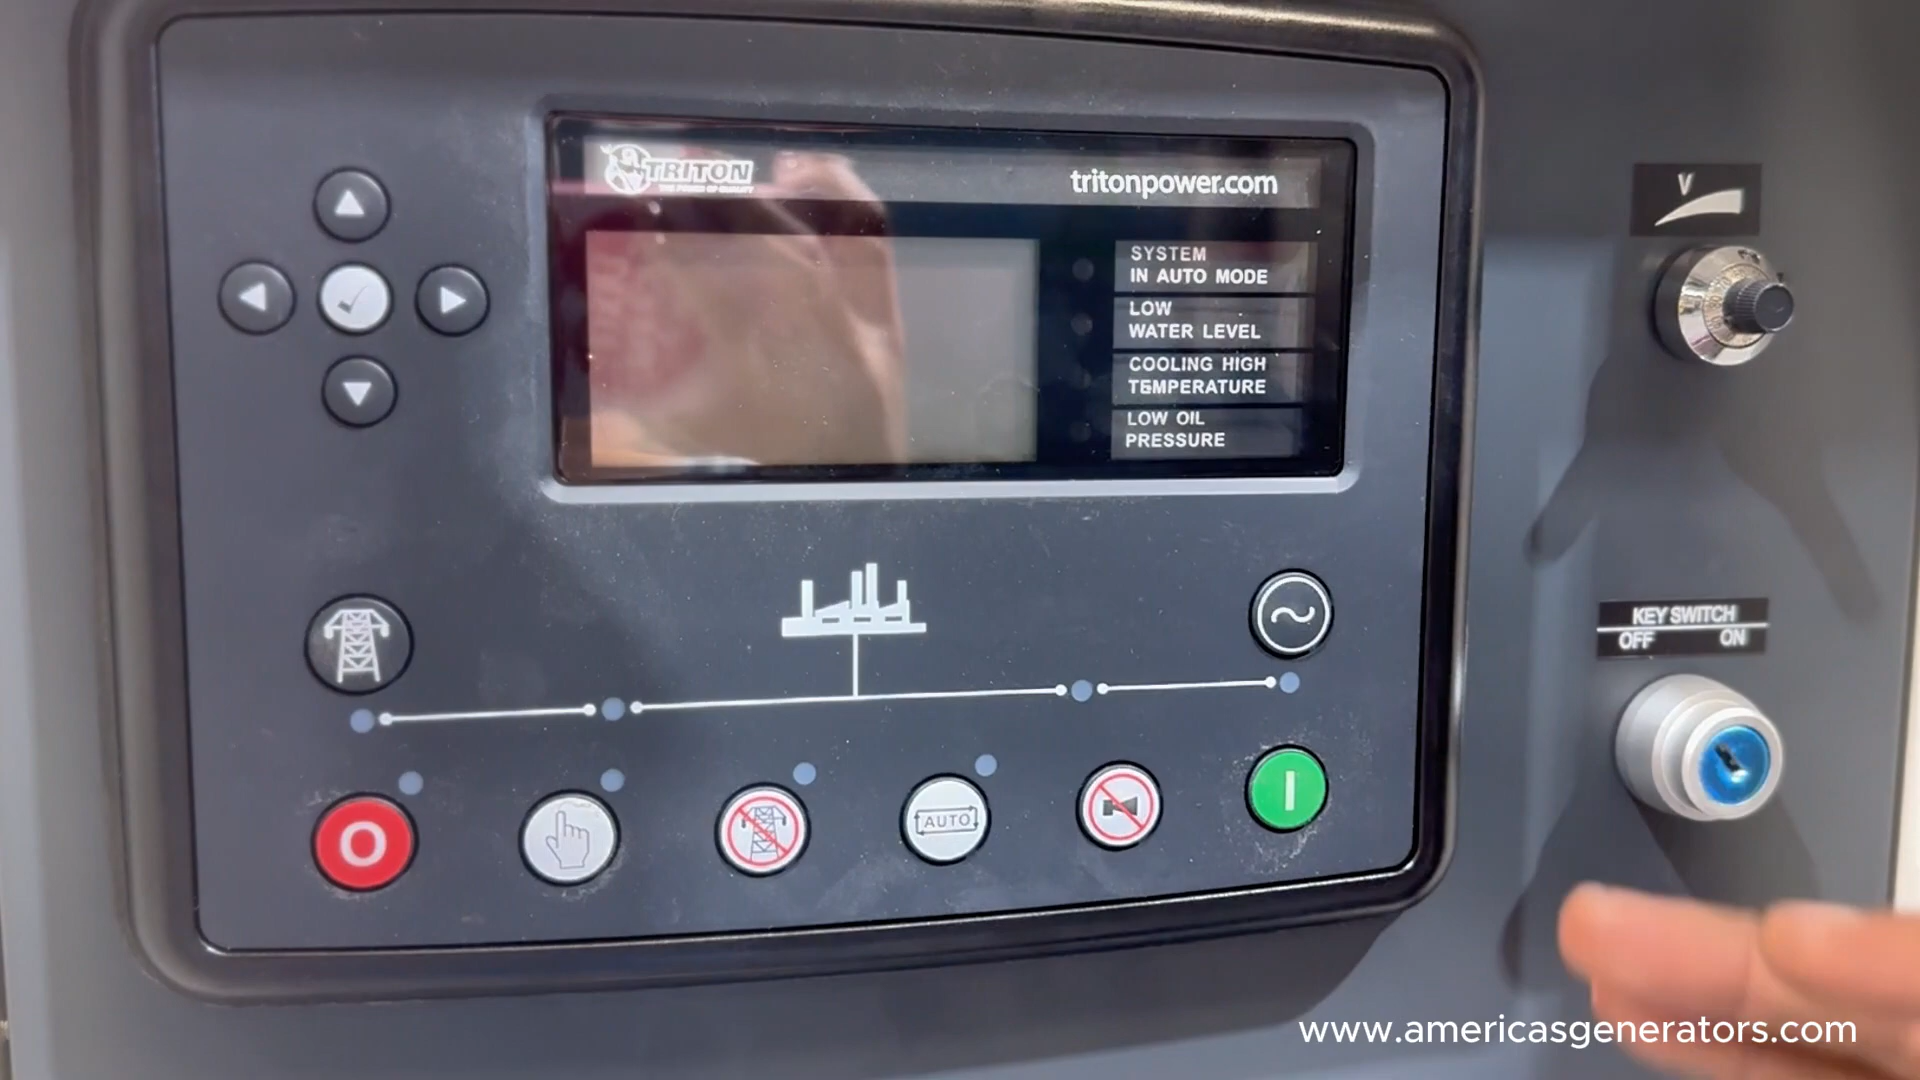 TRITON
THE POWER OF QUALITY
tritonpower.com
SYSTEM
IN AUTO MODE
LOW
WATER LEVEL
COOLING HIGH
TEMPERATURE
LOW OIL
PRESSURE
V
KEY SWITCH
OFF ON
AUTO
www.americasgenerators.com